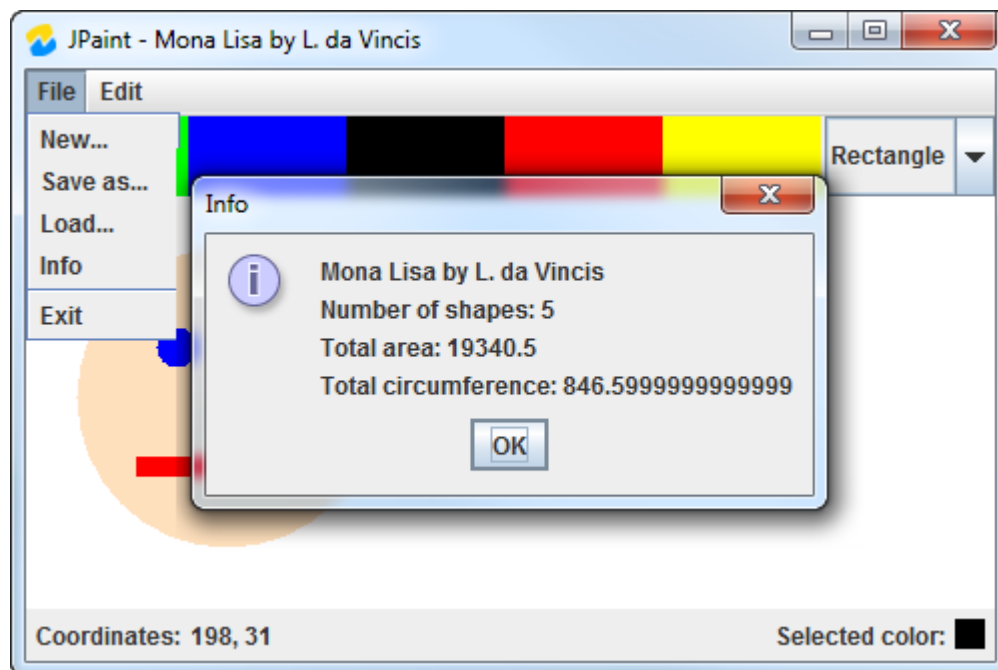 JPaint - Mona Lisa by L. da Vincis
File Edit
New...
Save as...
Load...
Info
Exit
Rectangle
Info
Mona Lisa by L. da Vincis
Number of shapes: 5
Total area: 19340.5
Total circumference: 846.5999999999999
OK
Coordinates: 198, 31
Selected color: